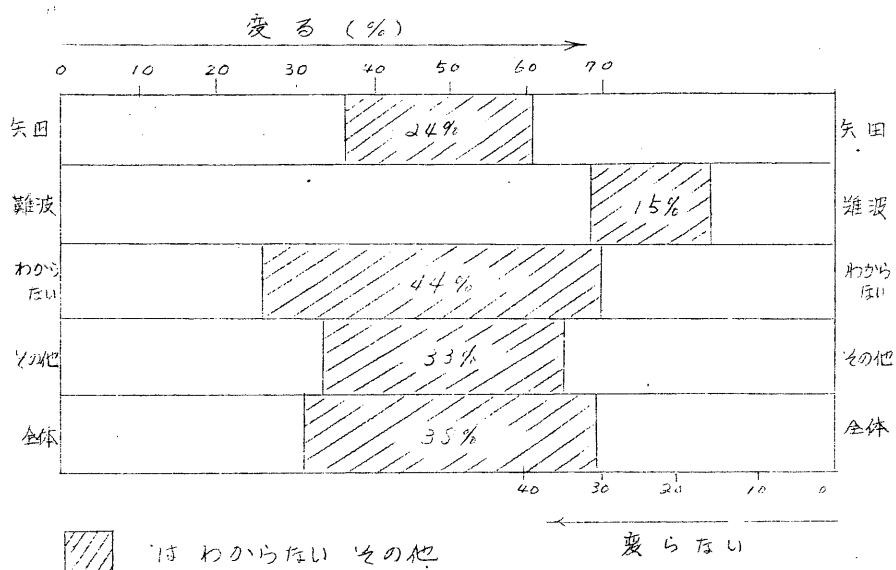 変る (%)
0 10 20 30 40 50 60 70
矢田 24% 矢田
難波 15% 難波
わから
ない 44% わから
ない
その他 33% その他
全体 35% 全体
40 30 20 10 0
変らない
はわからない その他